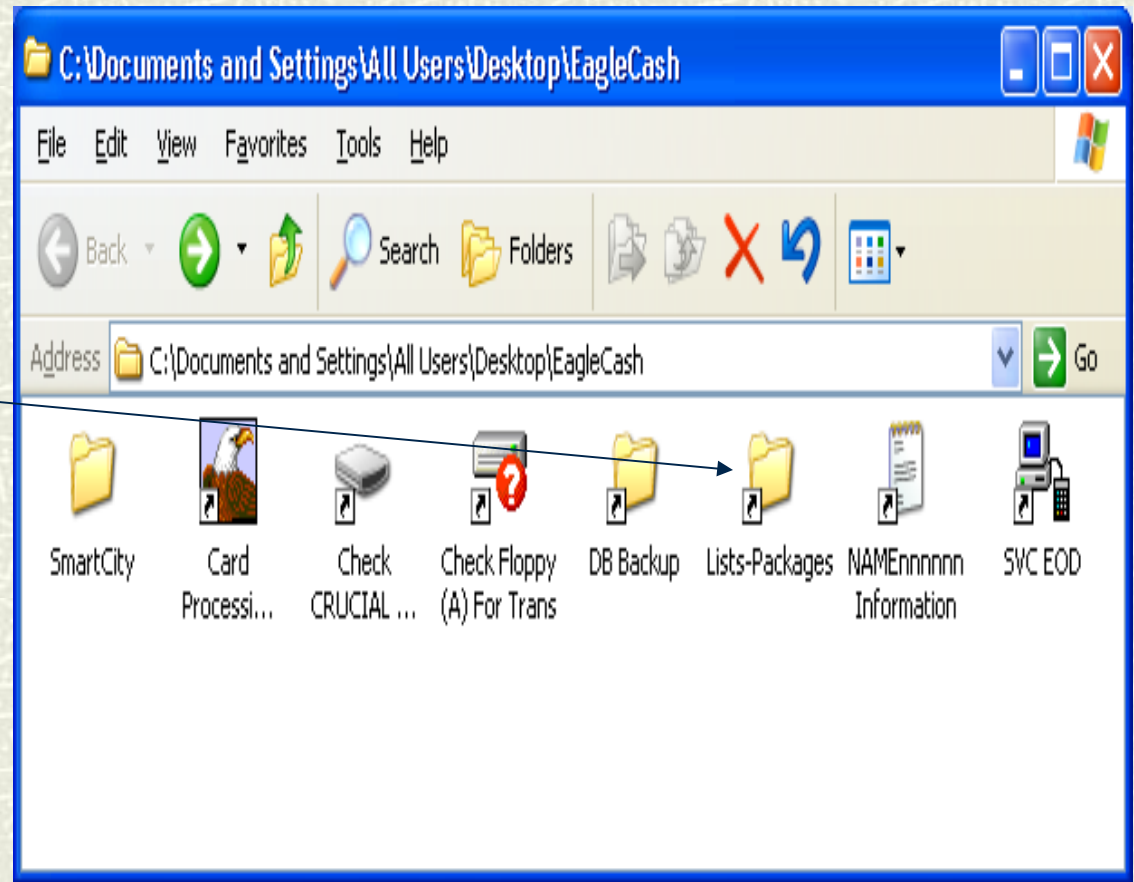 C:\Documents and Settings\All Users\Desktop\EagleCash
File Edit View Favorites Tools Help
Back Search Folders
Address C:\Documents and Settings\All Users\Desktop\EagleCash Go
SmartCity Card Check Check Floppy DB Backup Lists-Packages NAMEnnnnnn SVC EOD
Processi... CRUCIAL ... (A) For Trans Information